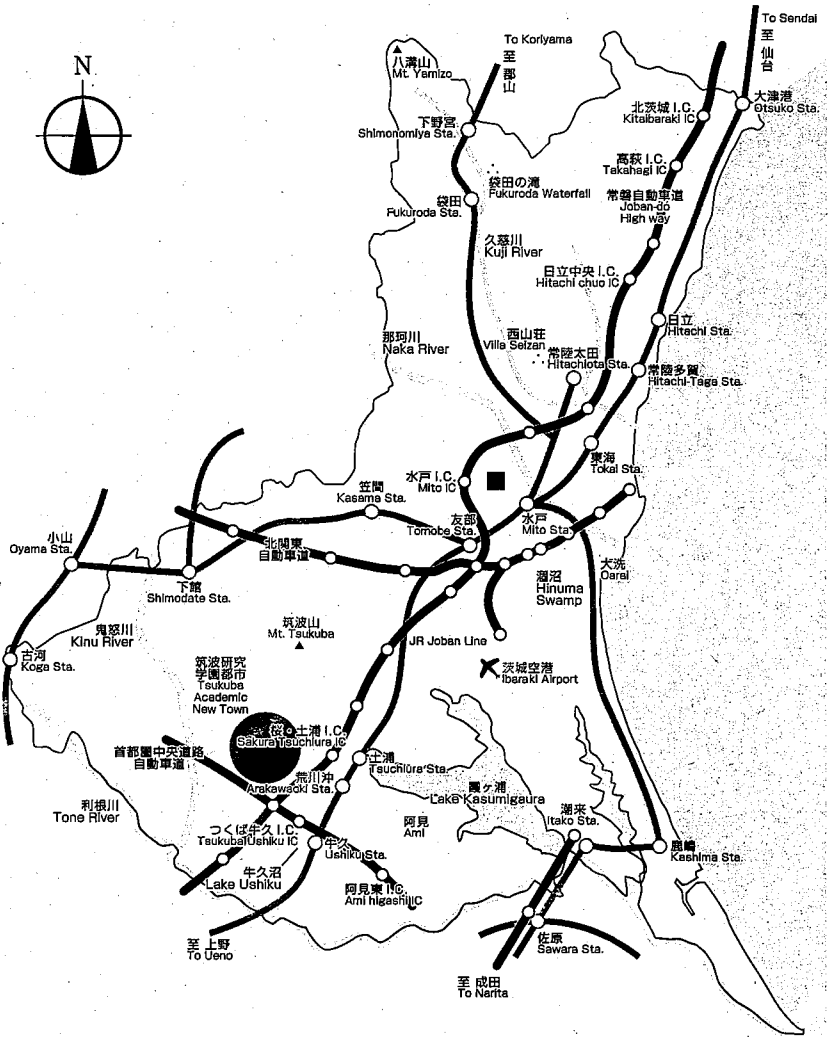 To Sendai
至
仙
台
N
To Koriyama
至
郡
山
八溝山
Mt. Yamizo
大津港
Otsuko Sta.
北茨城 I.C.
Kitaibaraki IC
下野宮
Shimonomiya Sta.
高萩 I.C.
Takahagi IC
袋田の滝
Fukuroda Waterfall
常磐自動車道
Joban-do
High way
袋田
Fukuroda Sta.
久慈川
Kuji River
日立中央 I.C.
Hitachi chuo IC
日立
Hitachi Sta.
那珂川
Naka River
西山荘
Villa Seizan
常陸太田
Hitachiota Sta.
常陸多賀
Hitachi-Taga Sta.
東海
Tokai Sta.
水戸 I.C.
Mito IC
笠間
Kasama Sta.
水戸
Mito Sta.
友部
Tomobe Sta.
小山
Oyama Sta.
北関東
自動車道
下館
Shimodate Sta.
大洗
Oarai
涸沼
Hinuma
Swamp
鬼怒川
Kinu River
筑波山
Mt. Tsukuba
JR Joban Line
古河
Koga Sta.
茨城空港
Ibaraki Airport
筑波研究
学園都市
Tsukuba
Academic
New Town
桜・土浦 I.C.
Sakura Tsuchiura IC
首都圏中央道路
自動車道
土浦
Tsuchiura Sta.
荒川沖
Arakawaoki Sta.
霞ヶ浦
Lake Kasumigaura
利根川
Tone River
阿見
Ami
潮来
Itako Sta.
つくば牛久 I.C.
Tsukuba Ushiku IC
牛久
Ushiku Sta.
鹿嶋
Kashima Sta.
牛久沼
Lake Ushiku
阿見東 I.C.
Ami higashi IC
至 上野
To Ueno
佐原
Sawara Sta.
至 成田
To Narita